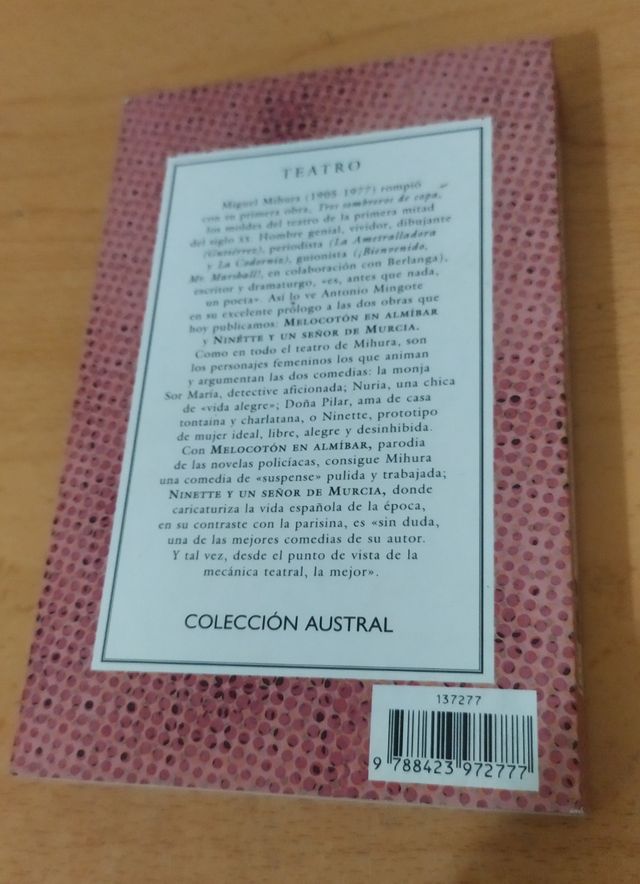 TEATRO
Miguel Mihura (1905 1977) rompió
con su primera obra, Tres sombreros de copa,
los moldes del teatro de la primera mitad
del siglo XX. Hombre genial, vividor, dibujante
(Gutiérrez), periodista (La Ametralladora
y La Codorniz), guionista (¡Bienvenido,
Mr. Marshall!, en colaboración con Berlanga),
escritor y dramaturgo, «es, antes que nada,
un poeta». Así lo ve Antonio Mingote
en su excelente prólogo a las dos obras que
hoy publicamos: MELOCOTÓN EN ALMÍBAR
y NINETTE Y UN SEÑOR DE MURCIA.
Como en todo el teatro de Mihura, son
los personajes femeninos los que animan
y argumentan las dos comedias: la monja
Sor María, detective aficionada; Nuria, una chica
de «vida alegre»; Doña Pilar, ama de casa
tontaina y charlatana, o Ninette, prototipo
de mujer ideal, libre, alegre y desinhibida.
Con MELOCOTÓN EN ALMÍBAR, parodia
de las novelas policíacas, consigue Mihura
una comedia de «suspense» pulida y trabajada;
NINETTE Y UN SEÑOR DE MURCIA, donde
caricaturiza la vida española de la época,
en su contraste con la parisina, es «sin duda,
una de las mejores comedias de su autor.
Y tal vez, desde el punto de vista de la
mecánica teatral, la mejor».
COLECCIÓN AUSTRAL
137277
9 788423 972777